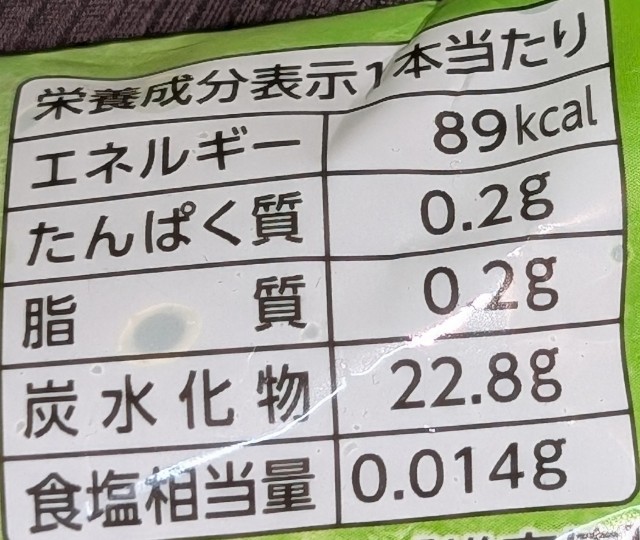 栄養成分表示1本当たり
エネルギー 89kcal
たんぱく質 0.2g
脂質 0.2g
炭水化物 22.8g
食塩相当量 0.014g